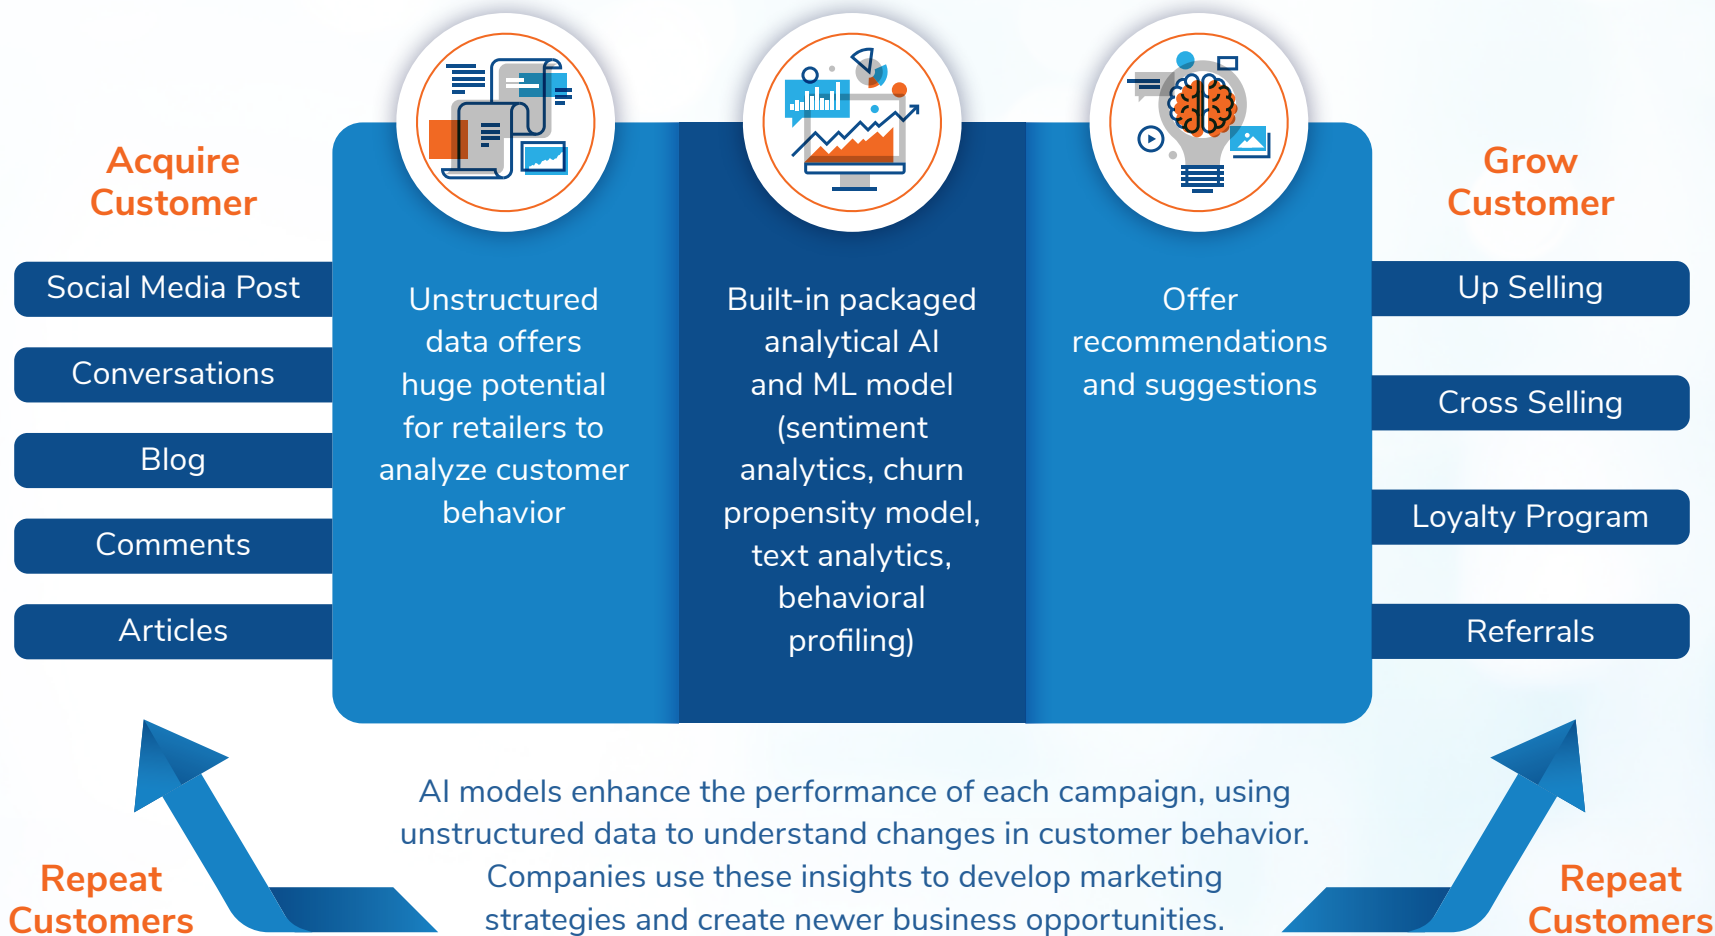 Acquire
Customer
Social Media Post
Conversations
Blog
Comments
Articles
Unstructured
data offers
huge potential
for retailers to
analyze customer
behavior
Built-in packaged
analytical AI
and ML model
(sentiment
analytics, churn
propensity model,
text analytics,
behavioral
profiling)
Offer
recommendations
and suggestions
Grow
Customer
Up Selling
Cross Selling
Loyalty Program
Referrals
Repeat
Customers
AI models enhance the performance of each campaign, using
unstructured data to understand changes in customer behavior.
Companies use these insights to develop marketing
strategies and create newer business opportunities.
Repeat
Customers